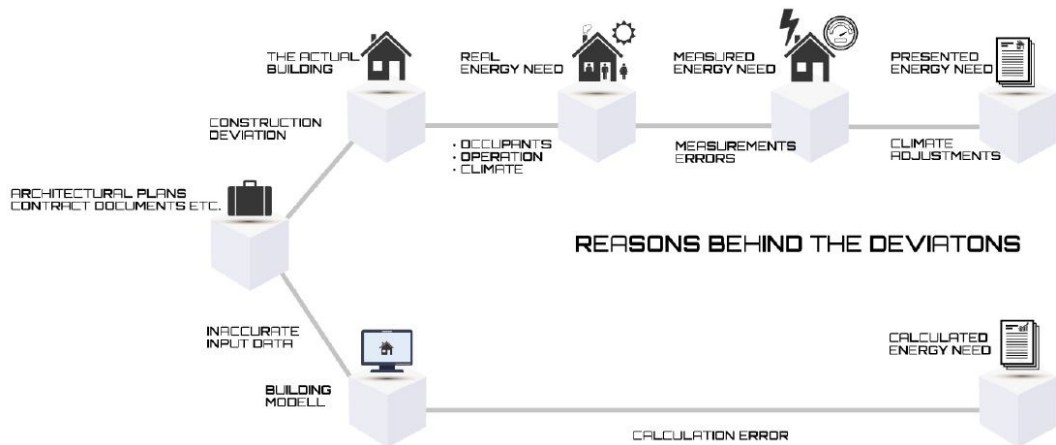 THE ACTUAL
BUILDING
REAL
ENERGY NEED
MEASURED
ENERGY NEED
PRESENTED
ENERGY NEED
CONSTRUCTION
DEVIATION
· OCCUPANTS
· OPERATION
· CLIMATE
MEASUREMENTS
ERRORS
CLIMATE
ADJUSTMENTS
ARCHITECTURAL PLANS
CONTRACT DOCUMENTS ETC.
REASONS BEHIND THE DEVIATONS
INACCURATE
INPUT DATA
CALCULATED
ENERGY NEED
BUILDING
MODELL
CALCULATION ERROR